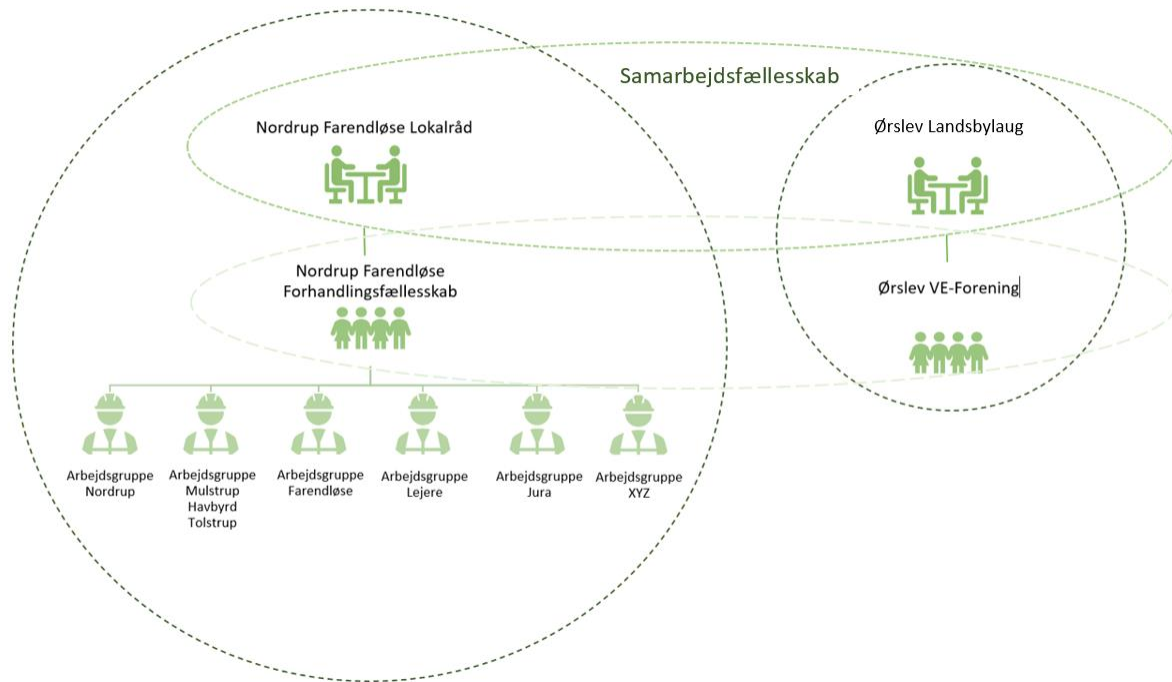 Samarbejdsfællesskab
Nordrup Farendløse Lokalråd
Ørslev Landsbylaug
Nordrup Farendløse
Forhandlingsfællesskab
Ørslev VE-Forening
Arbejdsgruppe
Nordrup
Arbejdsgruppe
Mulstrup
Havbyrd
Tolstrup
Arbejdsgruppe
Farendløse
Arbejdsgruppe
Lejere
Arbejdsgruppe
Jura
Arbejdsgruppe
XYZ